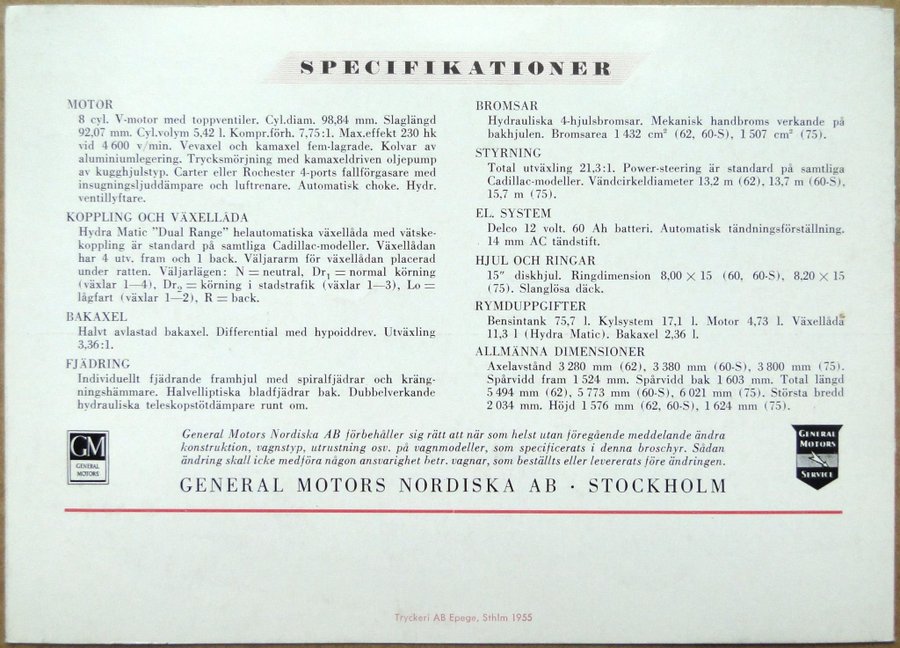 SPECIFIKATIONER
MOTOR
8 cyl. V-motor med toppventiler. Cyl.diam. 98,84 mm. Slaglängd
92,07 mm. Cyl.volym 5,42 l. Kompr.förh. 7,75:1. Max.effekt 230 hk
vid 4 600 v/min. Vevaxel och kamaxel fem-lagrade. Kolvar av
aluminiumlegering. Trycksmörjning med kamaxeldriven oljepump
av kugghjulstyp. Carter eller Rochester 4-ports fallförgasare med
insugningsljuddämpare och luftrenare. Automatisk choke. Hydr.
ventillyftare.
KOPPLING OCH VÄXELLÅDA
Hydra Matic ”Dual Range” helautomatiska växellåda med vätske-
koppling är standard på samtliga Cadillac-modeller. Växellådan
har 4 utv. fram och 1 back. Väljararm för växellådan placerad
under ratten. Väljarlägen: N = neutral, Dr₁ = normal körning
(växlar 1—4), Dr₂ = körning i stadstrafik (växlar 1—3), Lo =
lågfart (växlar 1—2), R = back.
BAKAXEL
Halvt avlastad bakaxel. Differential med hypoiddrev. Utväxling
3,36:1.
FJÄDRING
Individuellt fjädrande framhjul med spiralfjädrar och kräng-
ningshämmare. Halvelliptiska bladfjädrar bak. Dubbelverkande
hydrauliska teleskopstötdämpare runt om.
BROMSAR
Hydrauliska 4-hjulsbromsar. Mekanisk handbroms verkande på
bakhjulen. Bromsarea 1 432 cm² (62, 60-S), 1 507 cm² (75).
STYRNING
Total utväxling 21,3:1. Power-steering är standard på samtliga
Cadillac-modeller. Vändcirkeldiameter 13,2 m (62), 13,7 m (60-S),
15,7 m (75).
EL. SYSTEM
Delco 12 volt. 60 Ah batteri. Automatisk tändningsförställning.
14 mm AC tändstift.
HJUL OCH RINGAR
15″ diskhjul. Ringdimension 8,00 × 15 (60, 60-S), 8,20 × 15
(75). Slanglösa däck.
RYMDUPPGIFTER
Bensintank 75,7 l. Kylsystem 17,1 l. Motor 4,73 l. Växellåda
11,3 l (Hydra Matic). Bakaxel 2,36 l.
ALLMÄNNA DIMENSIONER
Axelavstånd 3 280 mm (62), 3 380 mm (60-S), 3 800 mm (75).
Spårvidd fram 1 524 mm. Spårvidd bak 1 603 mm. Total längd
5 494 mm (62), 5 773 mm (60-S), 6 021 mm (75). Största bredd
2 034 mm. Höjd 1 576 mm (62, 60-S), 1 624 mm (75).
GM
GENERAL
MOTORS
General Motors Nordiska AB förbehåller sig rätt att när som helst utan föregående meddelande ändra
konstruktion, vagnstyp, utrustning osv. på vagnmodeller, som specificerats i denna broschyr. Sådan
ändring skall icke medföra någon ansvarighet betr. vagnar, som beställts eller levererats före ändringen.
GENERAL MOTORS NORDISKA AB · STOCKHOLM
GENERAL
MOTORS
SERVICE
Tryckeri AB Epege, Sthlm 1955